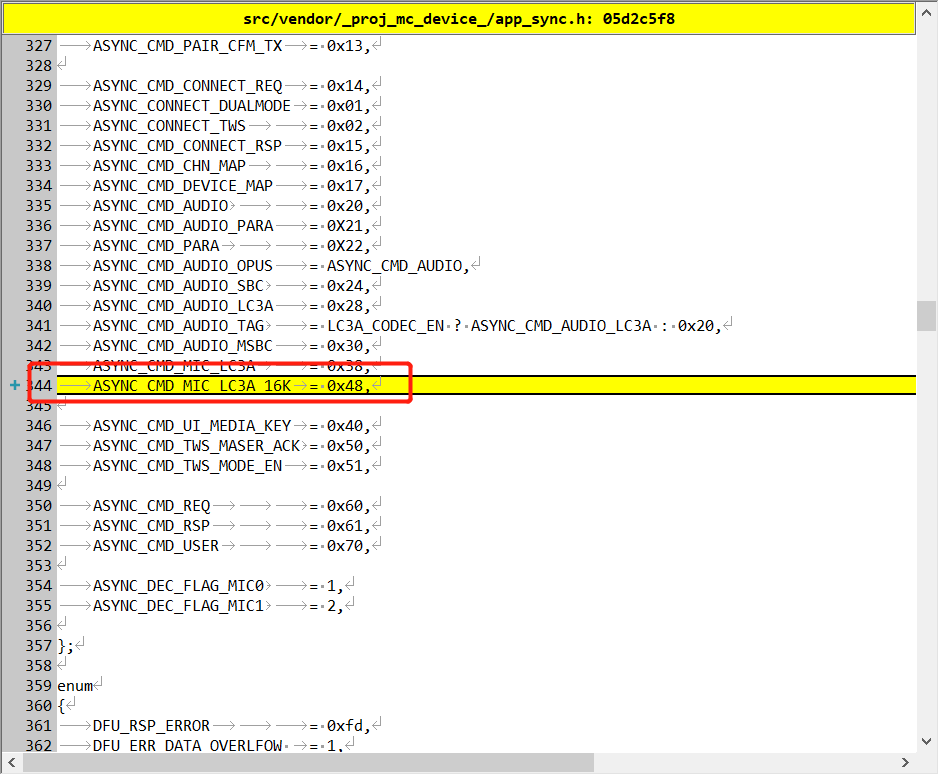 src/vendor/_proj_mc_device_/app_sync.h: 05d2c5f8
327 ASYNC_CMD_PAIR_CFM_TX = 0x13,
328
329 ASYNC_CMD_CONNECT_REQ = 0x14,
330 ASYNC_CONNECT_DUALMODE = 0x01,
331 ASYNC_CONNECT_TWS = 0x02,
332 ASYNC_CMD_CONNECT_RSP = 0x15,
333 ASYNC_CMD_CHN_MAP = 0x16,
334 ASYNC_CMD_DEVICE_MAP = 0x17,
335 ASYNC_CMD_AUDIO = 0x20,
336 ASYNC_CMD_AUDIO_PARA = 0X21,
337 ASYNC_CMD_PARA = 0X22,
338 ASYNC_CMD_AUDIO_OPUS = ASYNC_CMD_AUDIO,
339 ASYNC_CMD_AUDIO_SBC = 0x24,
340 ASYNC_CMD_AUDIO_LC3A = 0x28,
341 ASYNC_CMD_AUDIO_TAG = LC3A_CODEC_EN ? ASYNC_CMD_AUDIO_LC3A : 0x20,
342 ASYNC_CMD_AUDIO_MSBC = 0x30,
343 ASYNC_CMD_MIC_LC3A = 0x38,
344 ASYNC_CMD_MIC_LC3A_16K = 0x48,
345
346 ASYNC_CMD_UI_MEDIA_KEY = 0x40,
347 ASYNC_CMD_TWS_MASER_ACK = 0x50,
348 ASYNC_CMD_TWS_MODE_EN = 0x51,
349
350 ASYNC_CMD_REQ = 0x60,
351 ASYNC_CMD_RSP = 0x61,
352 ASYNC_CMD_USER = 0x70,
353
354 ASYNC_DEC_FLAG_MIC0 = 1,
355 ASYNC_DEC_FLAG_MIC1 = 2,
356
357 };
358
359 enum
360 {
361 DFU_RSP_ERROR = 0xfd,
362 DFU_ERR_DATA_OVERLFOW = 1,